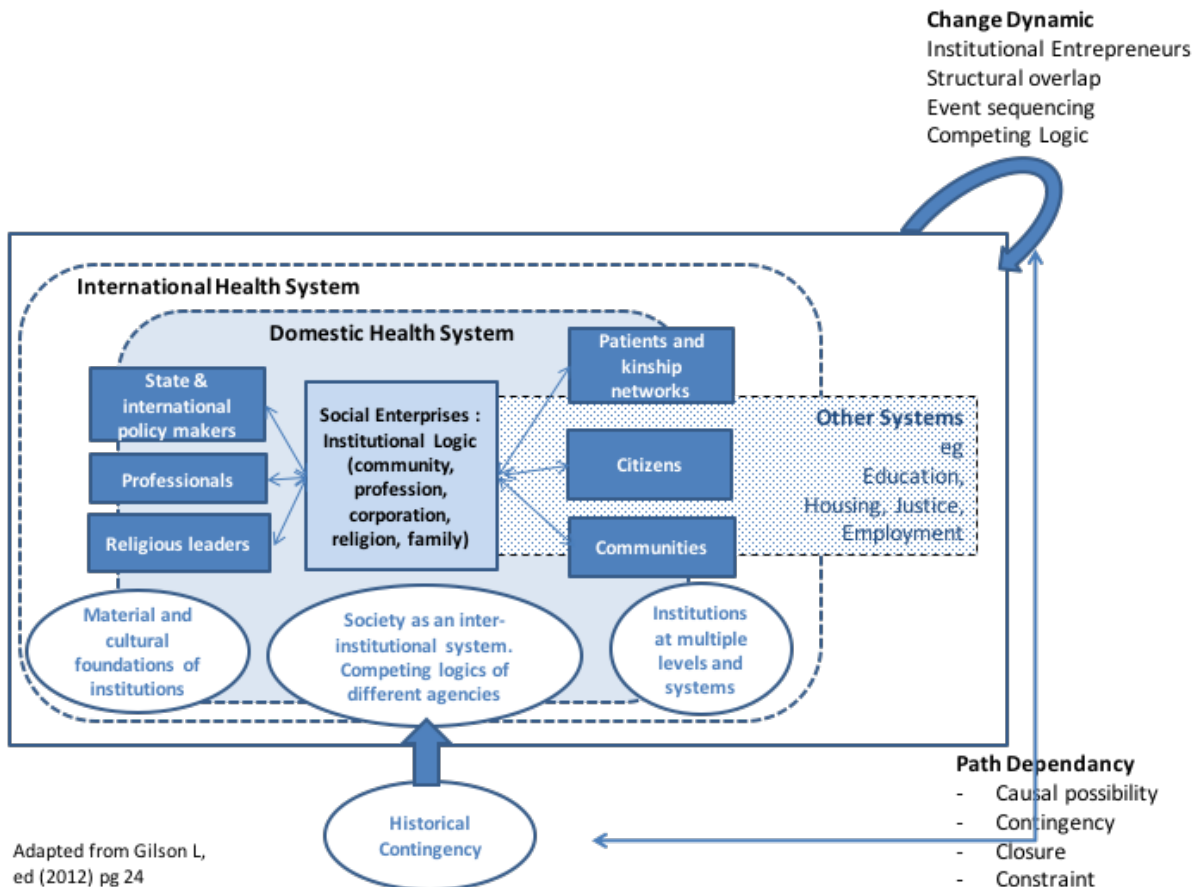 Change Dynamic
Institutional Entrepreneurs
Structural overlap
Event sequencing
Competing Logic
International Health System
Domestic Health System
State &
international
policy makers
Professionals
Religious leaders
Social Enterprises :
Institutional Logic
(community,
profession,
corporation,
religion, family)
Patients and
kinship
networks
Citizens
Communities
Other Systems
eg
Education,
Housing, Justice,
Employment
Material and
cultural
foundations of
institutions
Society as an inter-
institutional system.
Competing logics of
different agencies
Institutions
at multiple
levels and
systems
Historical
Contingency
Path Dependancy
- Causal possibility
- Contingency
- Closure
- Constraint
Adapted from Gilson L,
ed (2012) pg 24